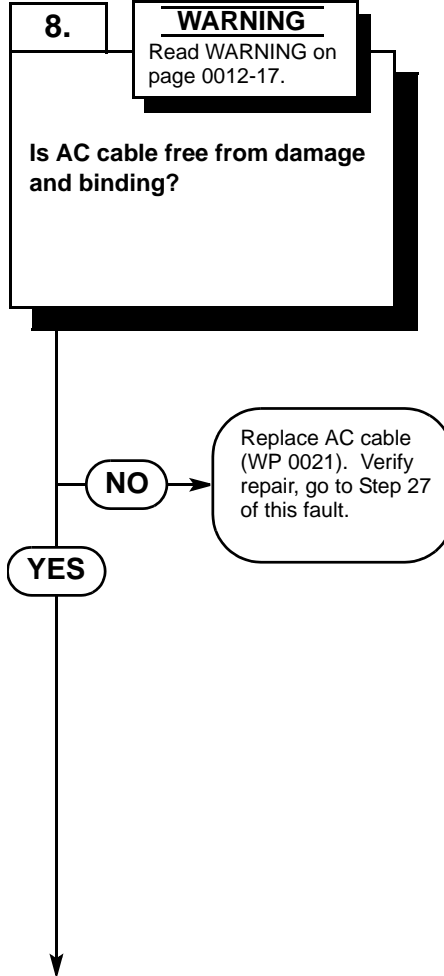 8.
WARNING
Read WARNING on
page 0012-17.
Is AC cable free from damage
and binding?
NO
Replace AC cable
(WP 0021).  Verify
repair, go to Step 27
of this fault.
YES